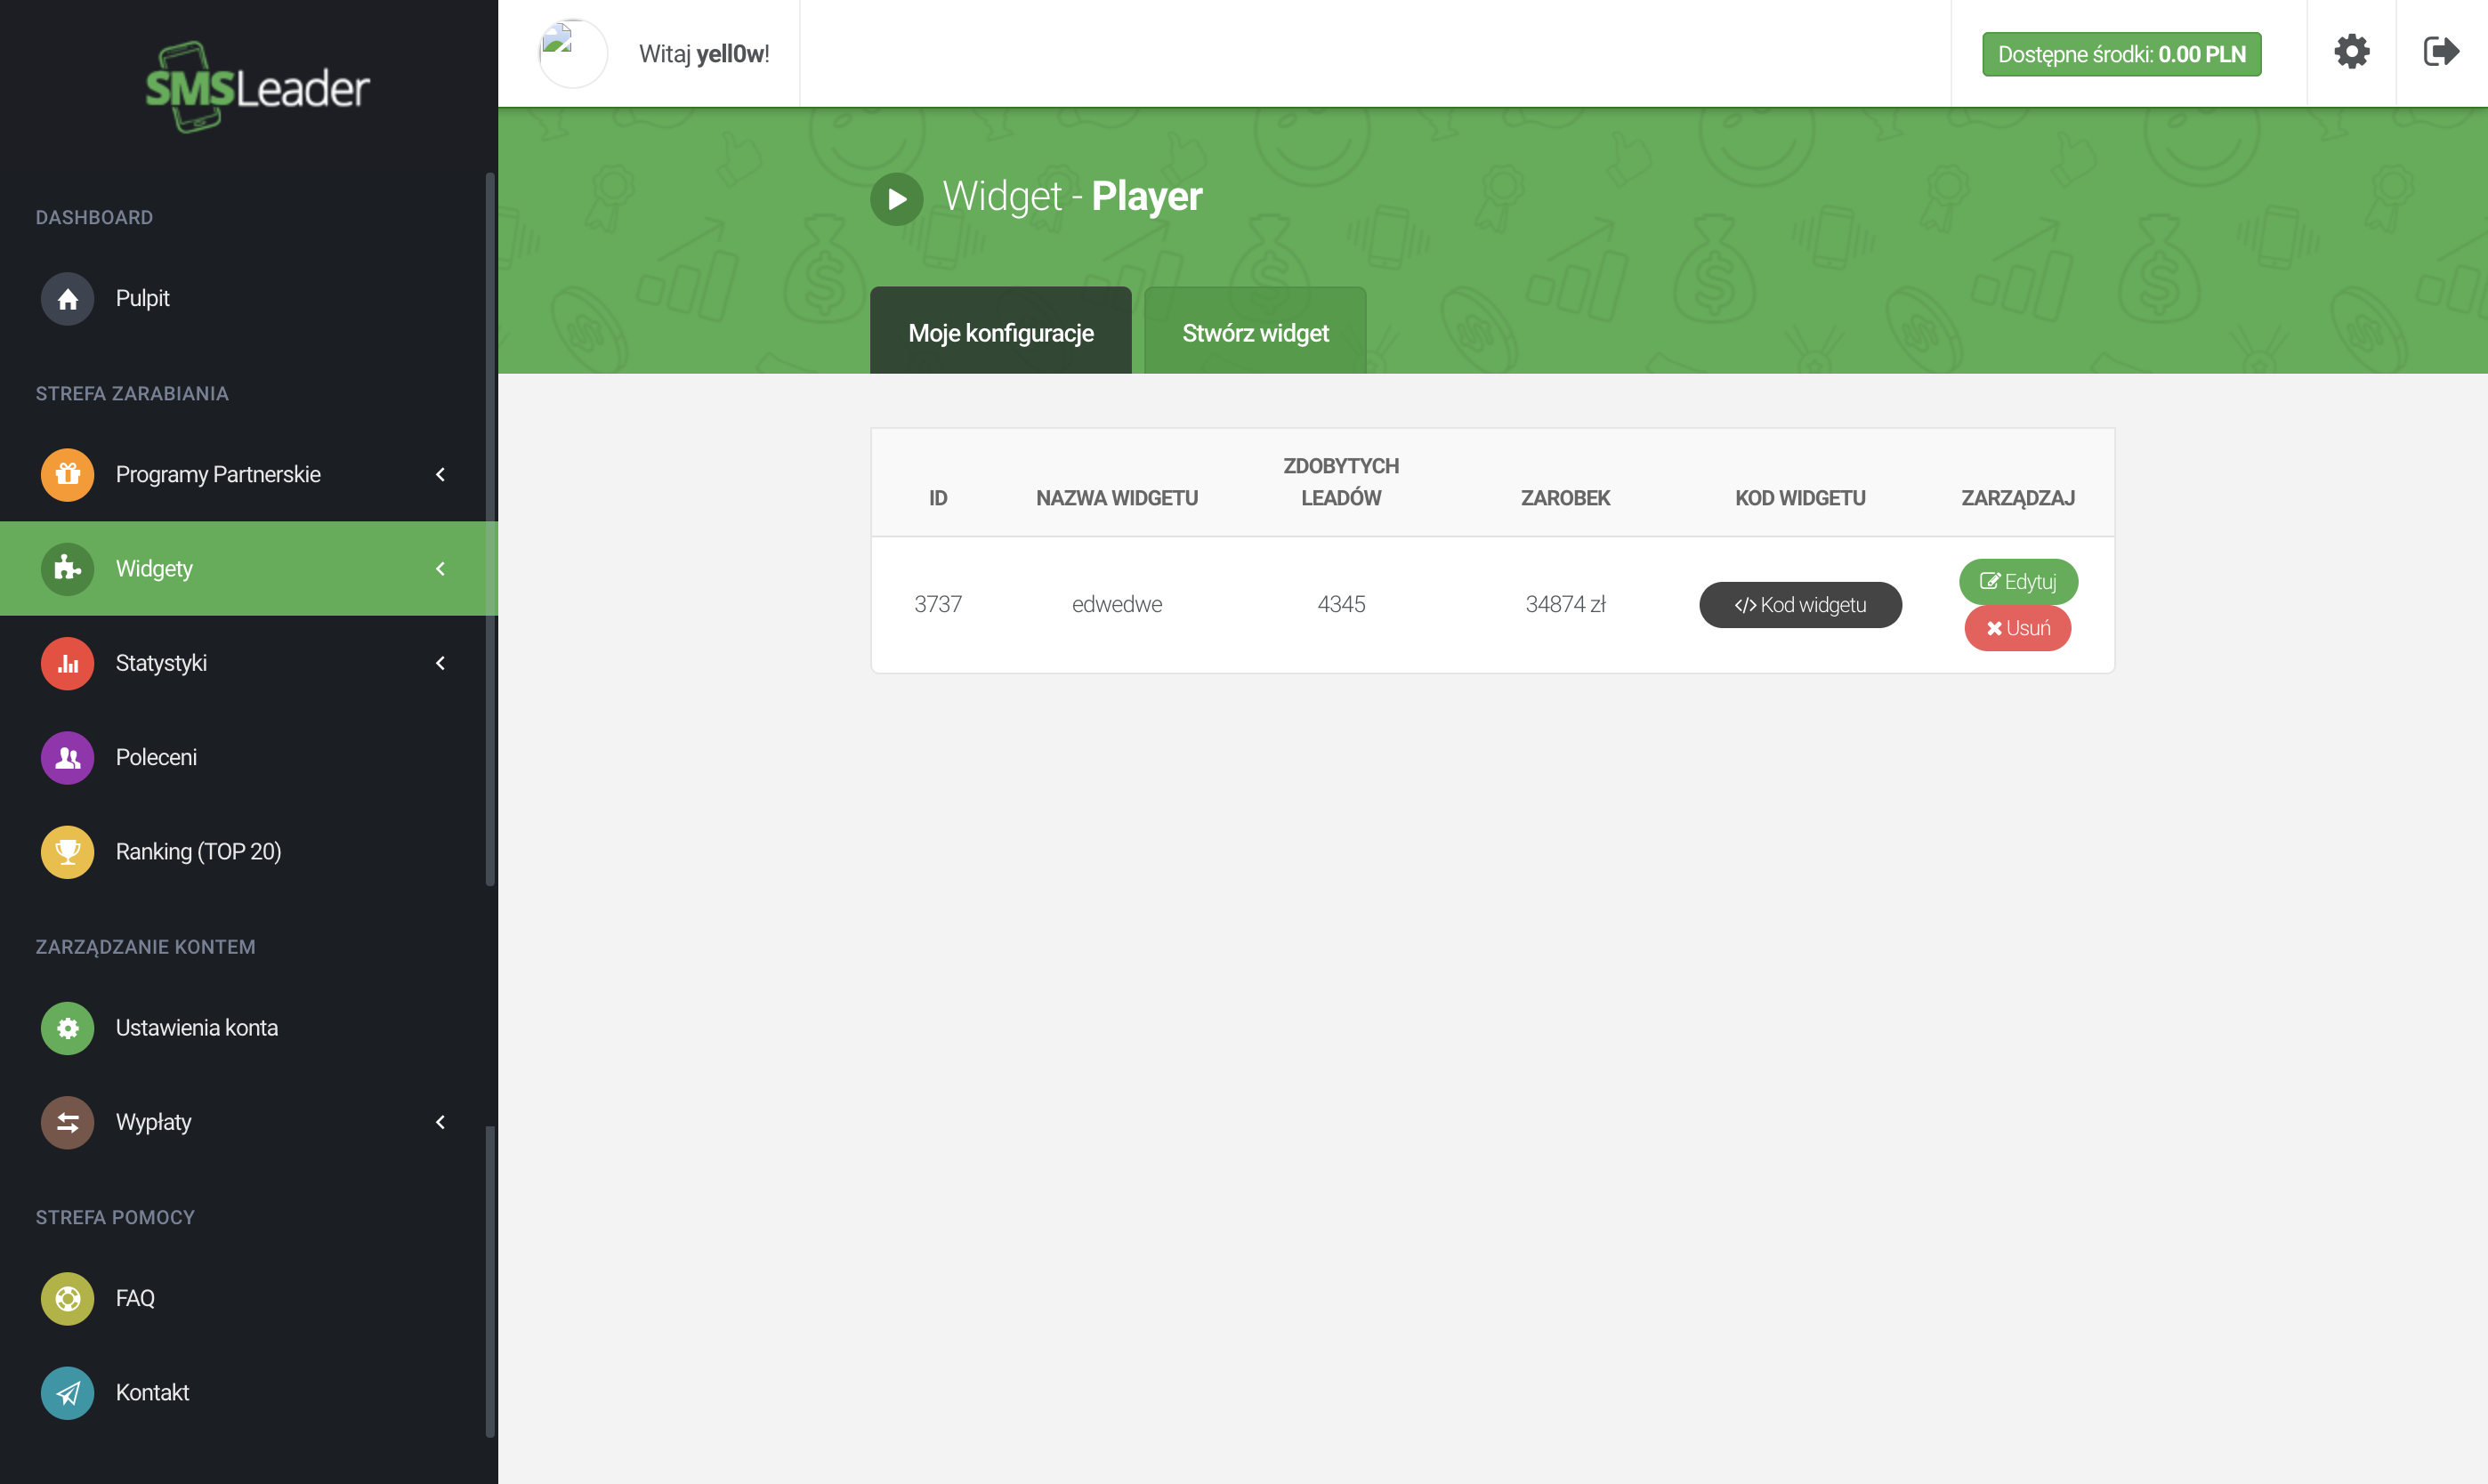 SMSLeader
DASHBOARD
Pulpit
STREFA ZARABIANIA
Programy Partnerskie
Widgety
Statystyki
Poleceni
Ranking (TOP 20)
ZARZĄDZANIE KONTEM
Ustawienia konta
Wypłaty
STREFA POMOCY
FAQ
Kontakt
Witaj yell0w!
Dostępne środki: 0.00 PLN
Widget - Player
Moje konfiguracje
Stwórz widget
ID
NAZWA WIDGETU
ZDOBYTYCH
LEADÓW
ZAROBEK
KOD WIDGETU
ZARZĄDZAJ
3737
edwedwe
4345
34874 zł
</> Kod widgetu
Edytuj
Usuń